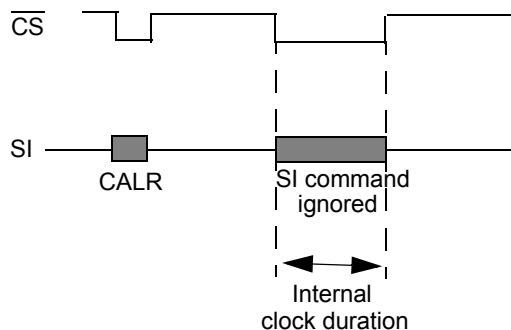 CS
SI
CALR
SI command
ignored
Internal
clock duration